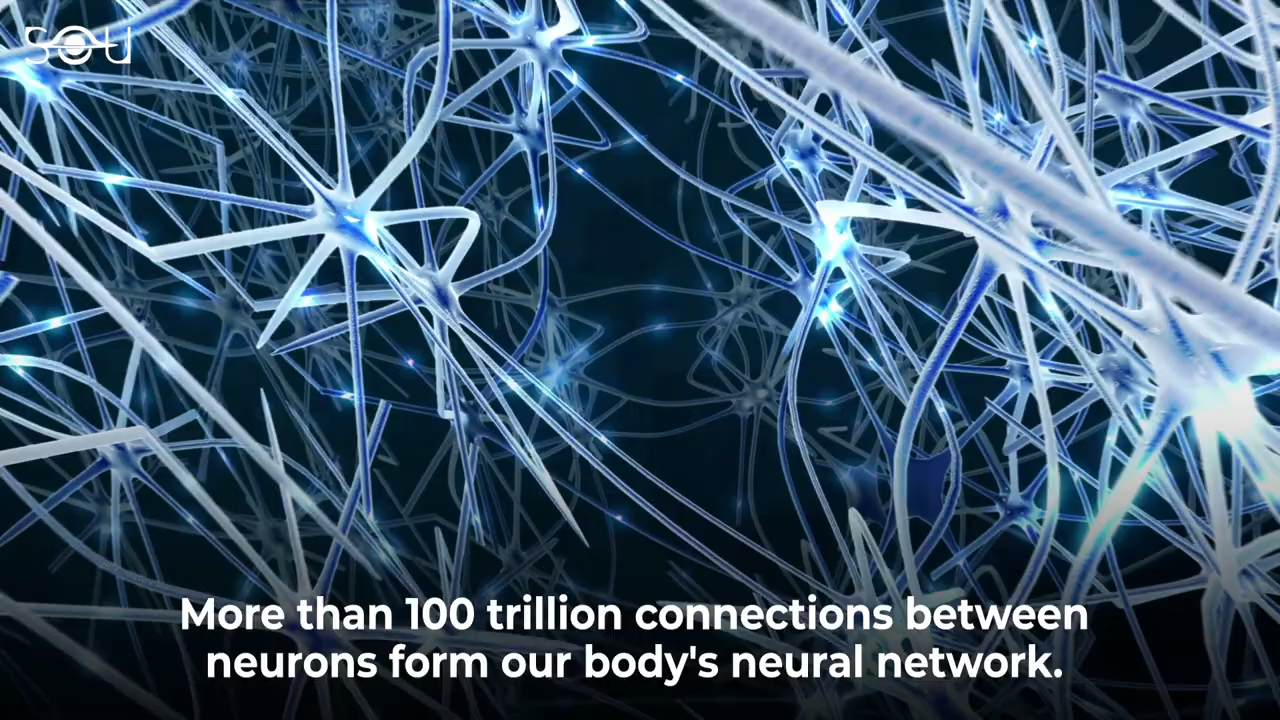 SOU
More than 100 trillion connections between
neurons form our body's neural network.